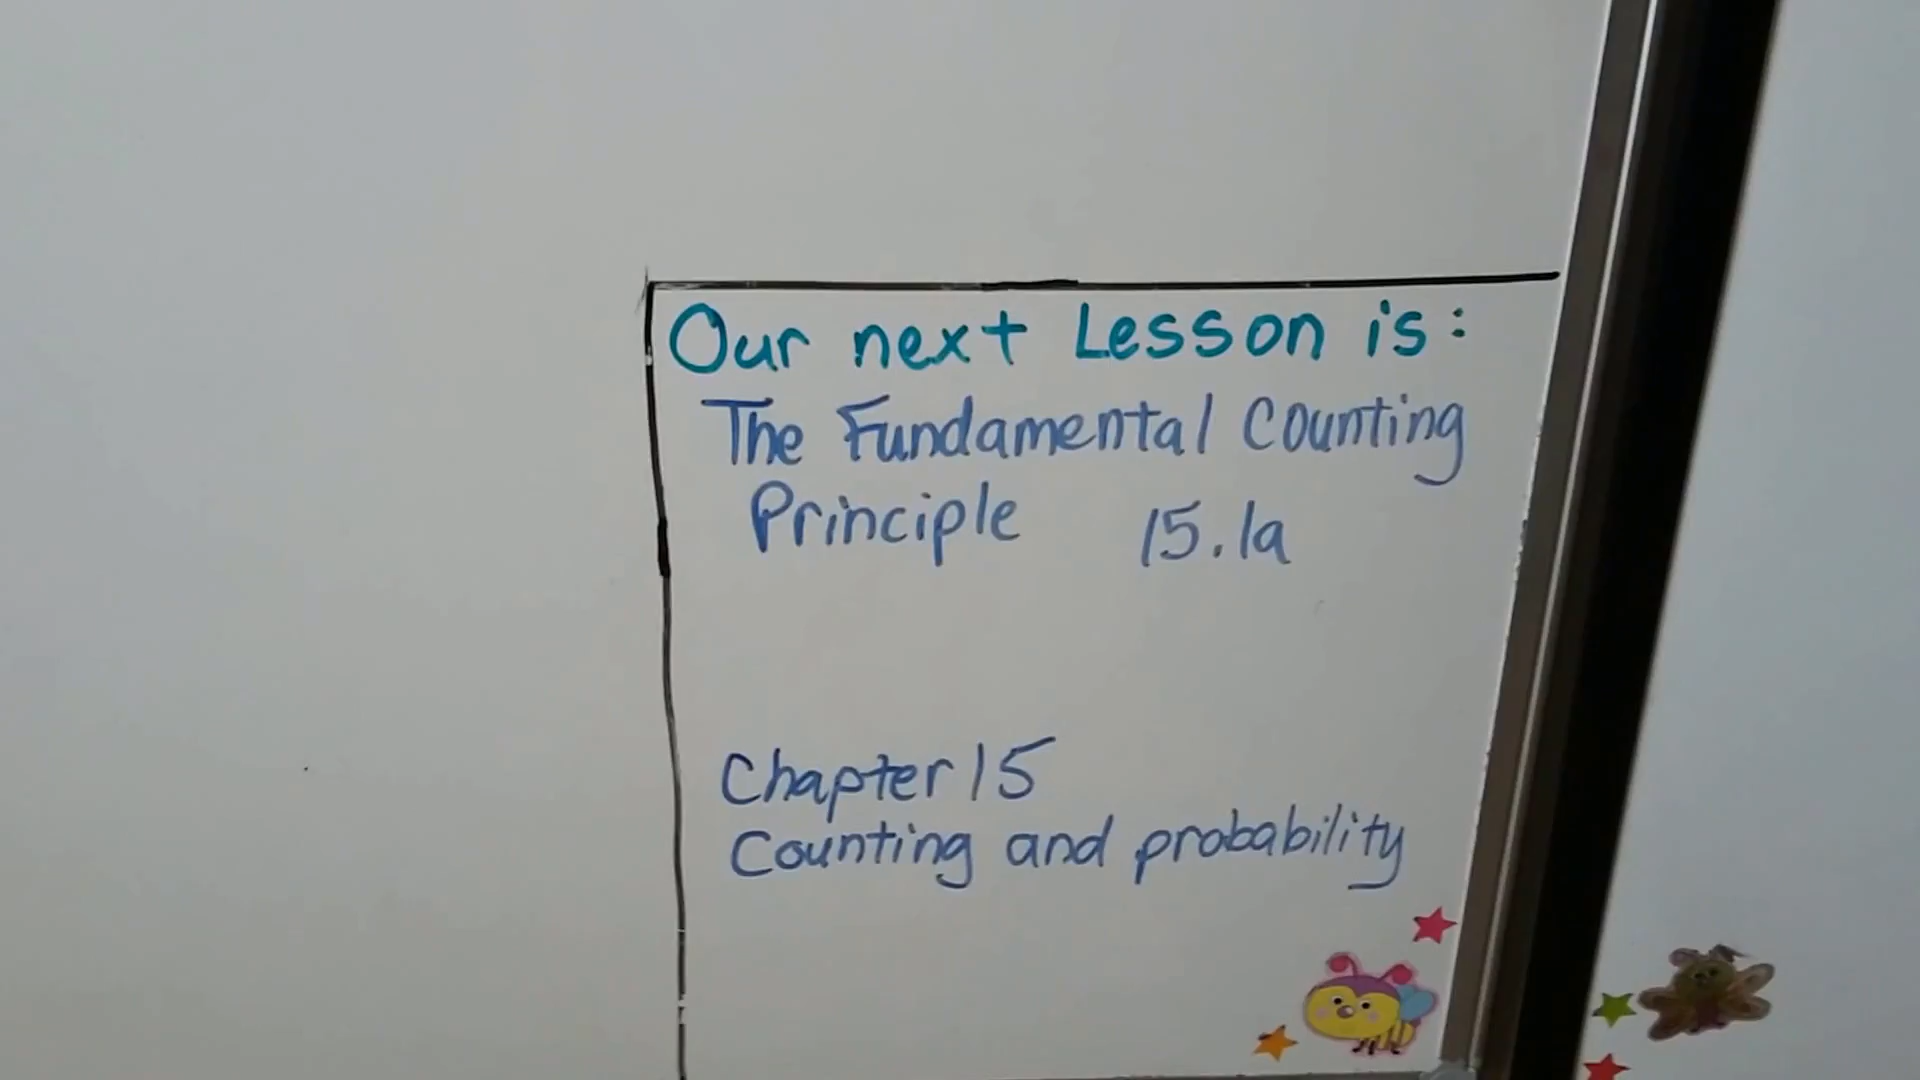 Our next Lesson is:
The Fundamental Counting
Principle 15.1a
Chapter 15
Counting and probability